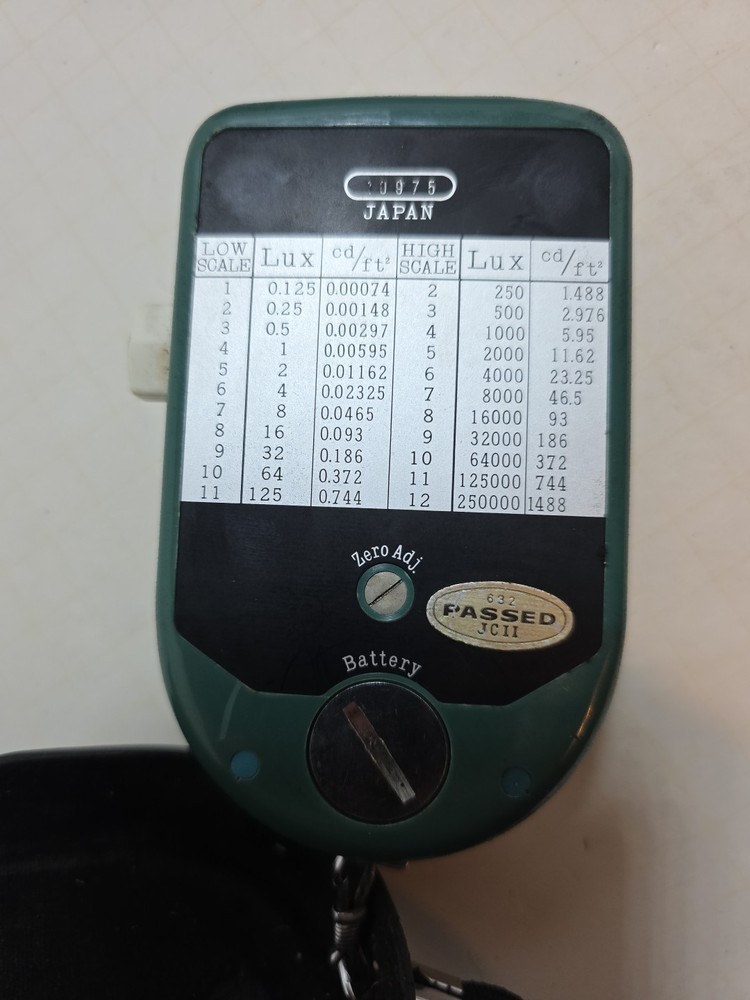 10975
JAPAN
LOW SCALE Lux cd/ft² HIGH SCALE Lux cd/ft²
1 0.125 0.00074 2 250 1.488
2 0.25 0.00148 3 500 2.976
3 0.5 0.00297 4 1000 5.95
4 1 0.00595 5 2000 11.62
5 2 0.01162 6 4000 23.25
6 4 0.02325 7 8000 46.5
7 8 0.0465 8 16000 93
8 16 0.093 9 32000 186
9 32 0.186 10 64000 372
10 64 0.372 11 125000 744
11 125 0.744 12 250000 1488
Zero Adj.
632
PASSED
JCII
Battery